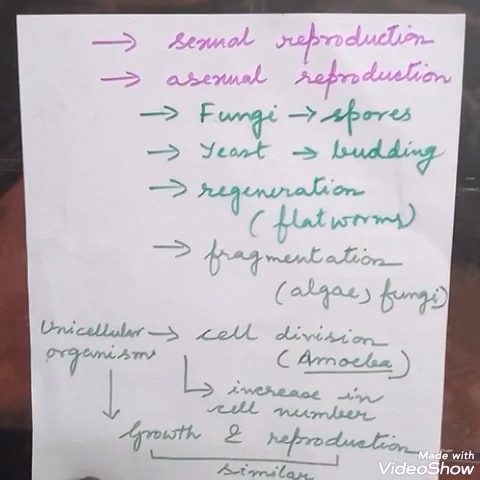 → sexual reproduction
→ asexual reproduction
→ Fungi → spores
→ Yeast → budding
→ regeneration
(flatworms)
→ fragmentation
(algae, fungi)
Unicellular → cell division
organisms (Amoeba)
↳ increase in
cell number
↓
Growth & reproduction
similar
Made with
VideoShow